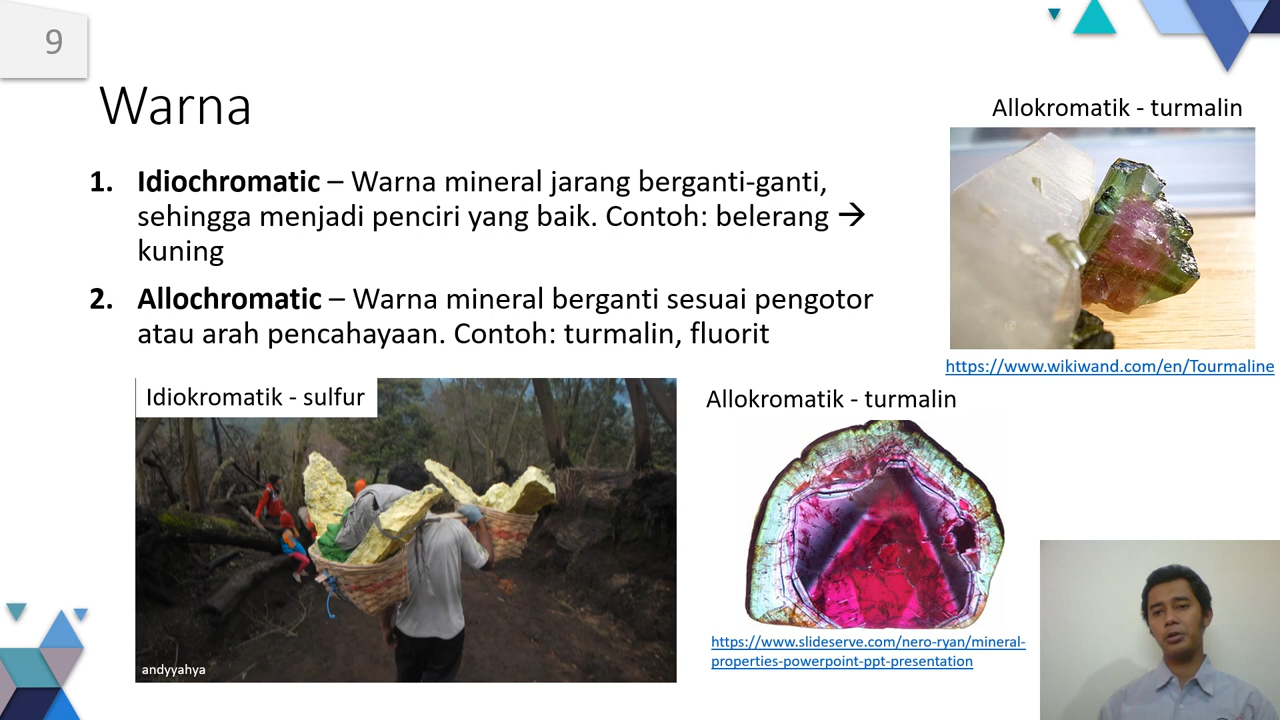 9
Warna
1. Idiochromatic – Warna mineral jarang berganti-ganti,
sehingga menjadi penciri yang baik. Contoh: belerang →
kuning
2. Allochromatic – Warna mineral berganti sesuai pengotor
atau arah pencahayaan. Contoh: turmalin, fluorit
Allokromatik - turmalin
https://www.wikiwand.com/en/Tourmaline
Idiokromatik - sulfur
andyyahya
Allokromatik - turmalin
https://www.slideserve.com/nero-ryan/mineral-
properties-powerpoint-ppt-presentation